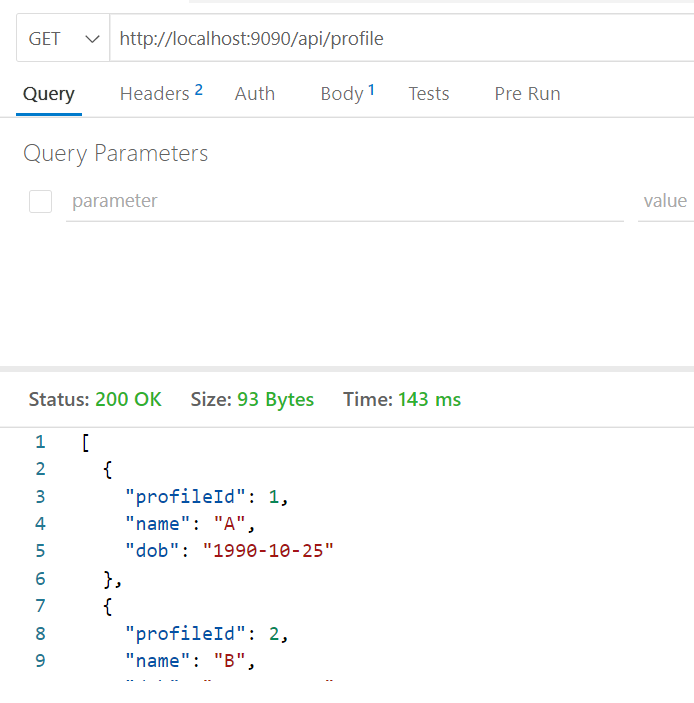 GET http://localhost:9090/api/profile
Query Headers 2 Auth Body 1 Tests Pre Run
Query Parameters
parameter value
Status: 200 OK Size: 93 Bytes Time: 143 ms
1 [
2 {
3 "profileId": 1,
4 "name": "A",
5 "dob": "1990-10-25"
6 },
7 {
8 "profileId": 2,
9 "name": "B",